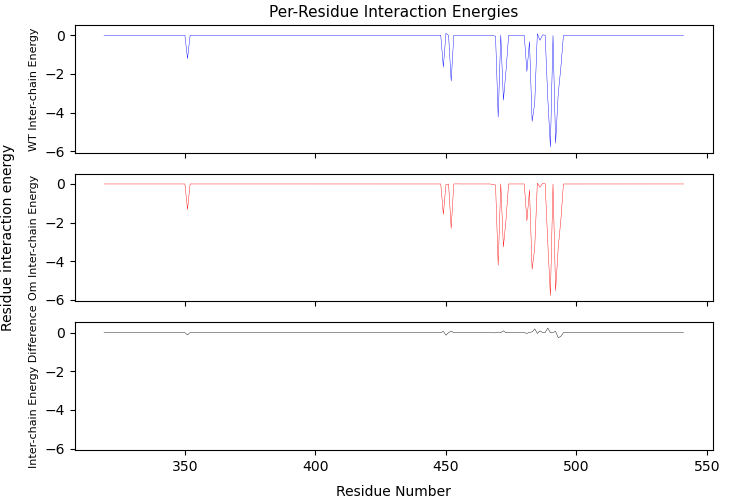 Per-Residue Interaction Energies
Residue interaction energy
WT Inter-chain Energy
0
−2
−4
−6
Om Inter-chain Energy
0
−2
−4
−6
Inter-chain Energy Difference
0
−2
−4
−6
350 400 450 500 550
Residue Number